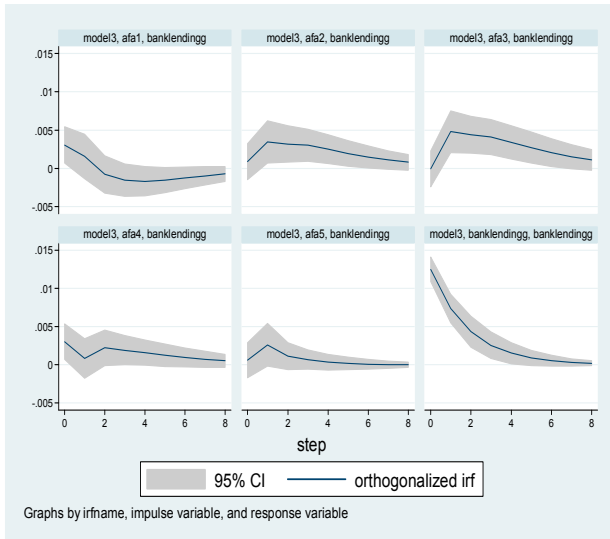 model3, afa1, banklendingg
model3, afa2, banklendingg
model3, afa3, banklendingg
.015
.01
.005
0
-.005
model3, afa4, banklendingg
model3, afa5, banklendingg
model3, banklendingg, banklendingg
.015
.01
.005
0
-.005
0 2 4 6 8
0 2 4 6 8
0 2 4 6 8
step
95% CI
orthogonalized irf
Graphs by irfname, impulse variable, and response variable